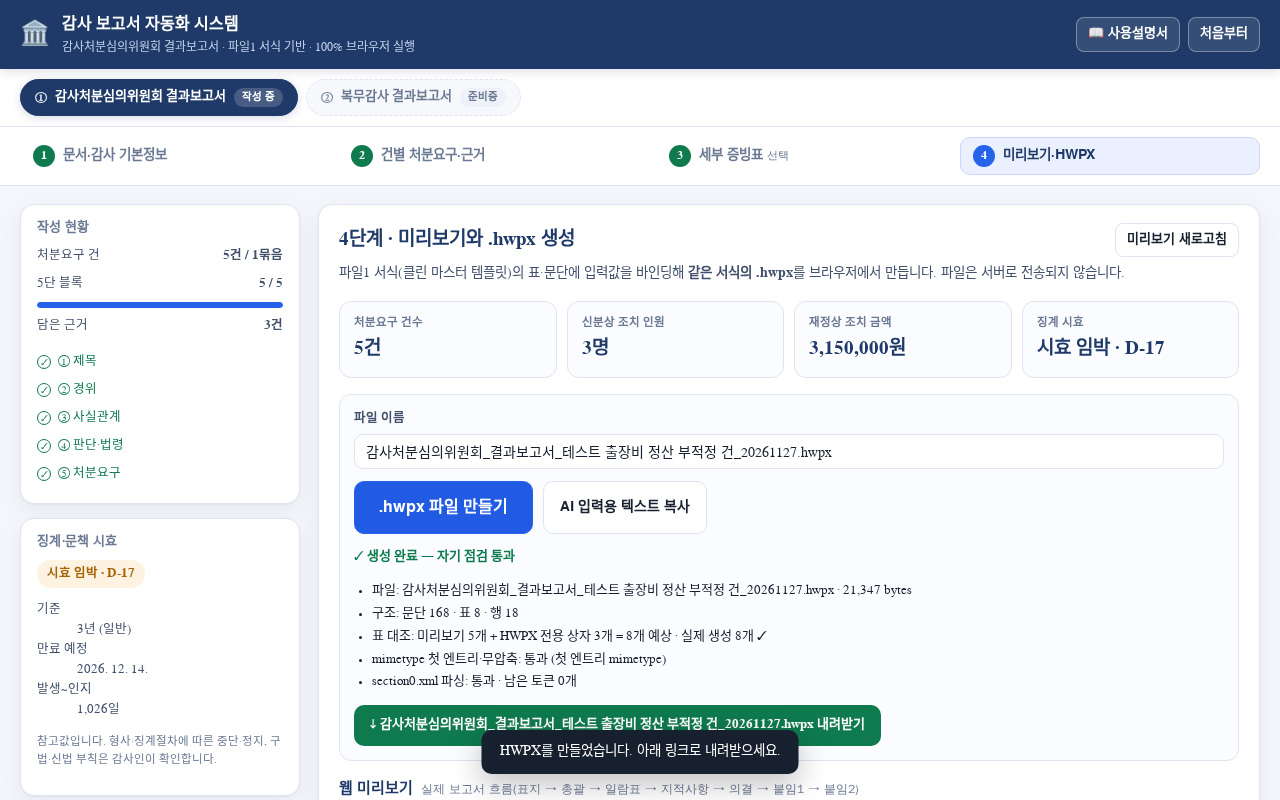 🏛️ 감사 보고서 자동화 시스템
감사처분심의위원회 결과보고서 · 파일1 서식 기반 · 100% 브라우저 실행
📖 사용설명서
처음부터
① 감사처분심의위원회 결과보고서 작성 중
② 복무감사 결과보고서 준비중
1 문서·감사 기본정보
2 건별 처분요구·근거
3 세부 증빙표 선택
4 미리보기·HWPX
작성 현황
처분요구 건 5건 / 1묶음
5단 블록 5 / 5
담은 근거 3건
✓ ① 제목
✓ ② 경위
✓ ③ 사실관계
✓ ④ 판단·법령
✓ ⑤ 처분요구
징계·문책 시효
시효 임박 · D-17
기준
3년 (일반)
만료 예정
2026. 12. 14.
발생~인지
1,026일
참고값입니다. 형사·징계절차에 따른 중단·정지, 구
법·신법 부칙은 감사인이 확인합니다.
4단계 · 미리보기와 .hwpx 생성
미리보기 새로고침
파일1 서식(클린 마스터 템플릿)의 표·문단에 입력값을 바인딩해 같은 서식의 .hwpx를 브라우저에서 만듭니다. 파일은 서버로 전송되지 않습니다.
처분요구 건수
5건
신분상 조치 인원
3명
재정상 조치 금액
3,150,000원
징계 시효
시효 임박 · D-17
파일 이름
감사처분심의위원회_결과보고서_테스트 출장비 정산 부적정 건_20261127.hwpx
.hwpx 파일 만들기
AI 입력용 텍스트 복사
✓ 생성 완료 — 자기 점검 통과
• 파일: 감사처분심의위원회_결과보고서_테스트 출장비 정산 부적정 건_20261127.hwpx · 21,347 bytes
• 구조: 문단 168 · 표 8 · 행 18
• 표 대조: 미리보기 5개 + HWPX 전용 상자 3개 = 8개 예상 · 실제 생성 8개 ✓
• mimetype 첫 엔트리·무압축: 통과 (첫 엔트리 mimetype)
• section0.xml 파싱: 통과 · 남은 토큰 0개
↓ 감사처분심의위원회_결과보고서_테스트 출장비 정산 부적정 건_20261127.hwpx 내려받기
HWPX를 만들었습니다. 아래 링크로 내려받으세요.
웹 미리보기 실제 보고서 흐름(표지 → 총괄 → 일람표 → 지적사항 → 의결 → 붙임1 → 붙임2)